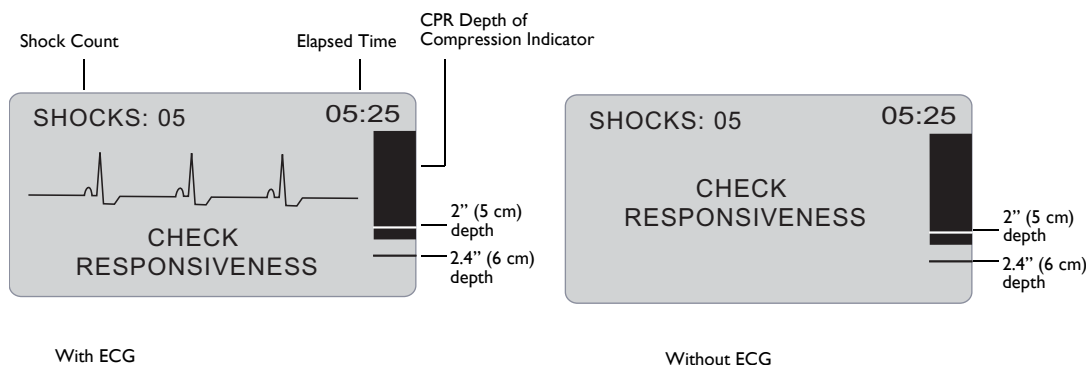 CPR Depth of
Compression Indicator
Shock Count
Elapsed Time
SHOCKS: 05
05:25
CHECK
RESPONSIVENESS
2” (5 cm)
depth
2.4” (6 cm)
depth
With ECG
SHOCKS: 05
05:25
CHECK
RESPONSIVENESS
2” (5 cm)
depth
2.4” (6 cm)
depth
Without ECG